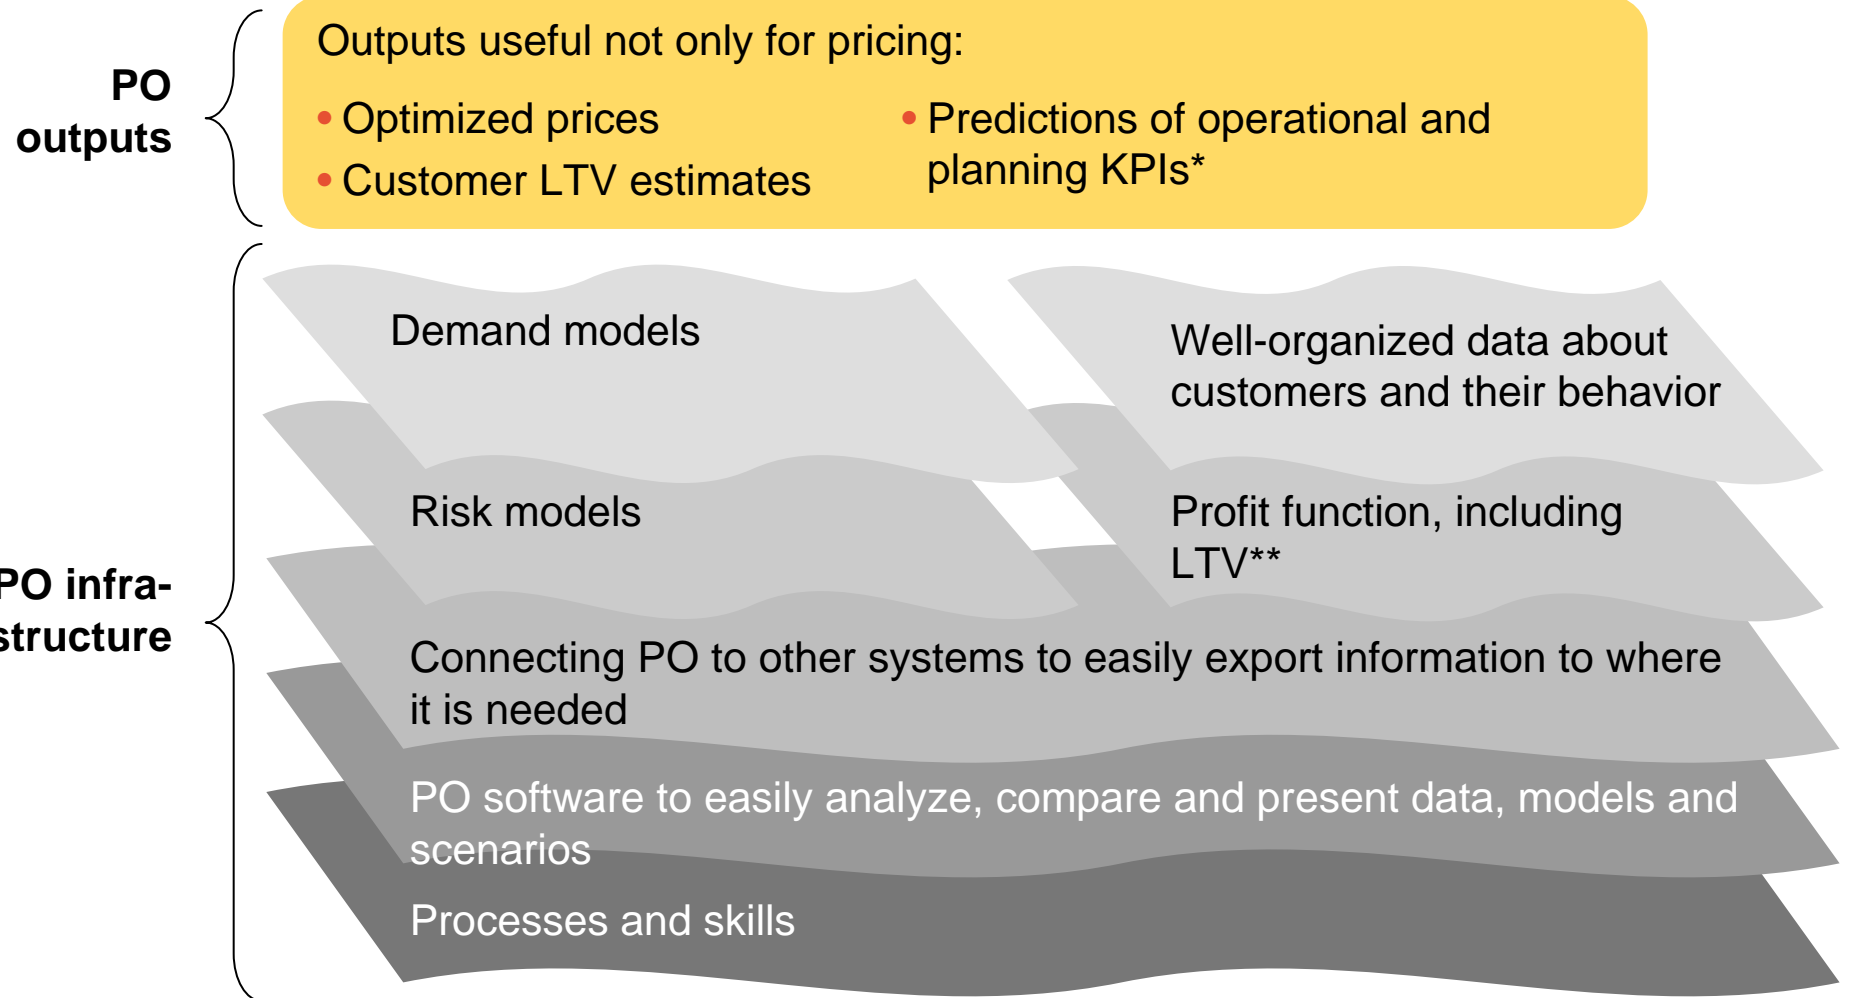 PO
outputs
Outputs useful not only for pricing:
• Optimized prices
• Customer LTV estimates
• Predictions of operational and
planning KPIs*
PO infra-
structure
Demand models
Well-organized data about
customers and their behavior
Risk models
Profit function, including
LTV**
Connecting PO to other systems to easily export information to where
it is needed
PO software to easily analyze, compare and present data, models and
scenarios
Processes and skills